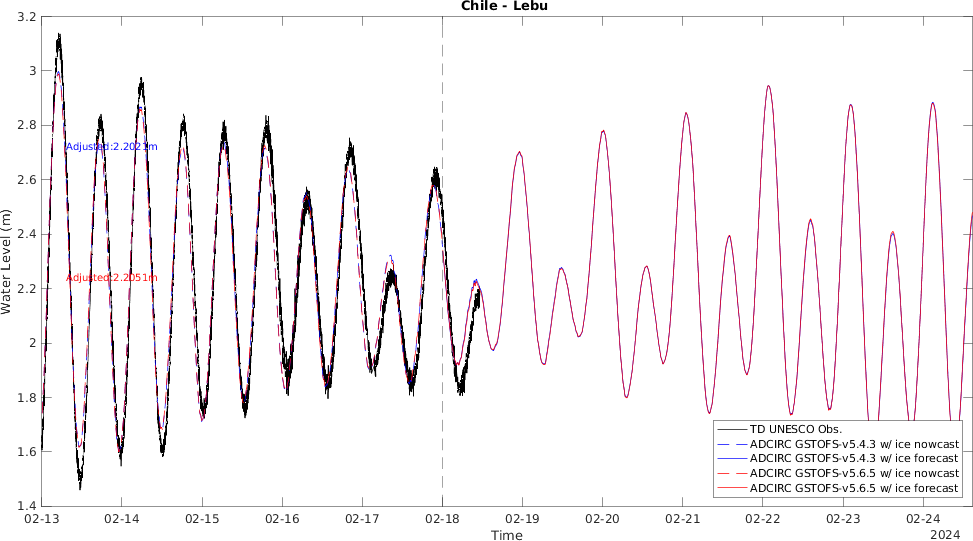 Chile - Lebu
3.2
3
2.8
2.6
2.4
2.2
2
1.8
1.6
1.4
Water Level (m)
Adjusted:2.2021m
Adjusted:2.2051m
TD UNESCO Obs.
ADCIRC GSTOFS-v5.4.3 w/ ice nowcast
ADCIRC GSTOFS-v5.4.3 w/ ice forecast
ADCIRC GSTOFS-v5.6.5 w/ ice nowcast
ADCIRC GSTOFS-v5.6.5 w/ ice forecast
02-13 02-14 02-15 02-16 02-17 02-18 02-19 02-20 02-21 02-22 02-23 02-24
Time
2024